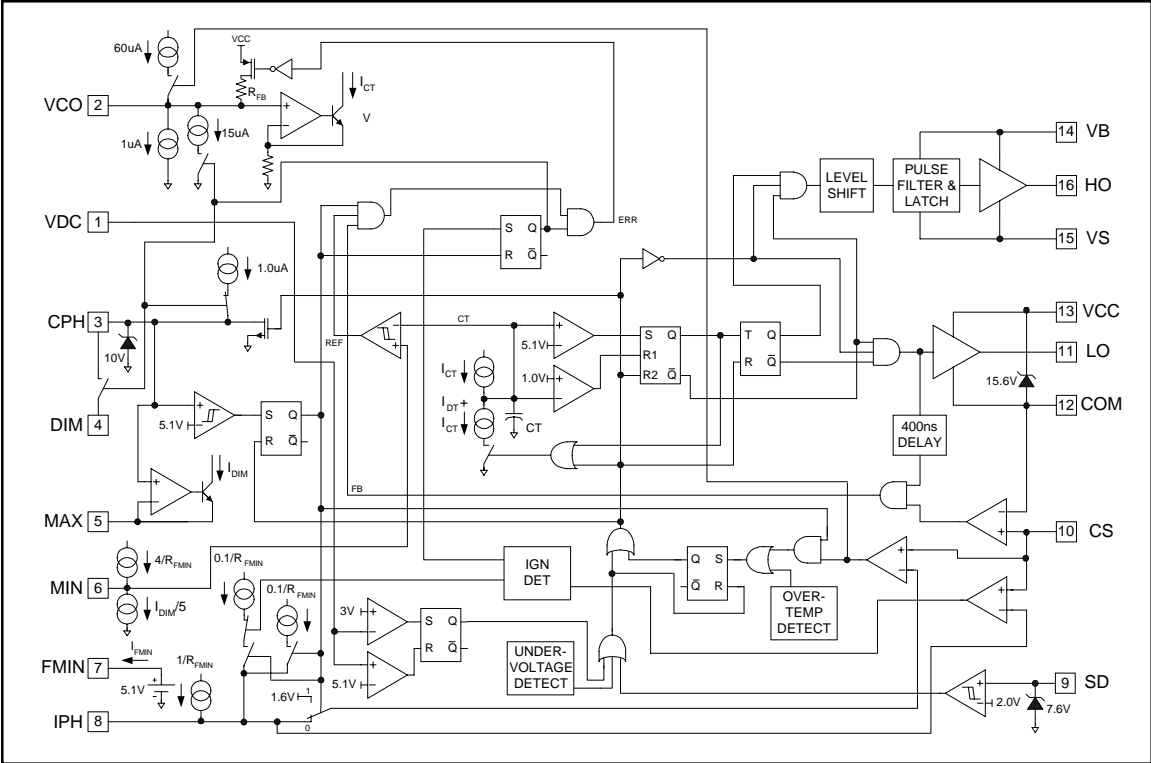 60uA
VCC
R_FB
I_CT
VCO 2
V
1uA
15uA
14 VB
LEVEL SHIFT
PULSE FILTER & LATCH
16 HO
VDC 1
ERR
S Q
R Q̅
15 VS
1.0uA
CPH 3
10V
REF
CT
5.1V
S Q
R1
R2 Q̅
T Q
R Q̅
13 VCC
11 LO
15.6V
I_CT
1.0V
I_DT+
I_CT
CT
12 COM
DIM 4
5.1V
S Q
R Q̅
400ns DELAY
I_DIM
FB
MAX 5
10 CS
4/R_FMIN
0.1/R_FMIN
MIN 6
I_DIM/5
0.1/R_FMIN
IGN DET
Q S
Q̅ R
OVER-
TEMP
DETECT
3V
S Q
R Q̅
UNDER-
VOLTAGE
DETECT
I_FMIN
FMIN 7
1/R_FMIN
5.1V
5.1V
1.6V
1
0
IPH 8
9 SD
2.0V
7.6V